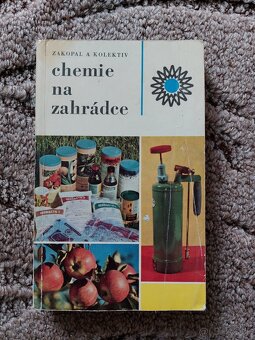 ZAKOPAL A KOLEKTIV
chemie
na
zahrádce